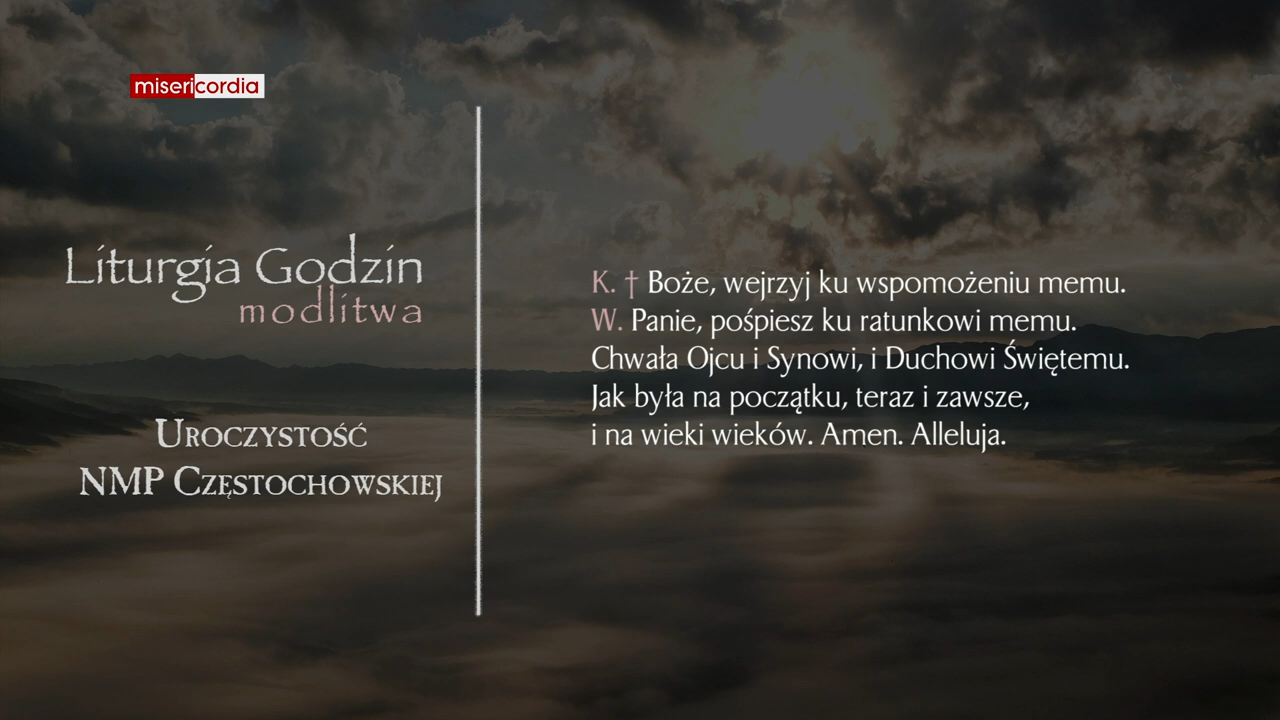 misericordia
Liturgia Godzin
modlitwa
Uroczystość
NMP Częstochowskiej
K. † Boże, wejrzyj ku wspomożeniu memu.
W. Panie, pośpiesz ku ratunkowi memu.
Chwała Ojcu i Synowi, i Duchowi Świętemu.
Jak była na początku, teraz i zawsze,
i na wieki wieków. Amen. Alleluja.